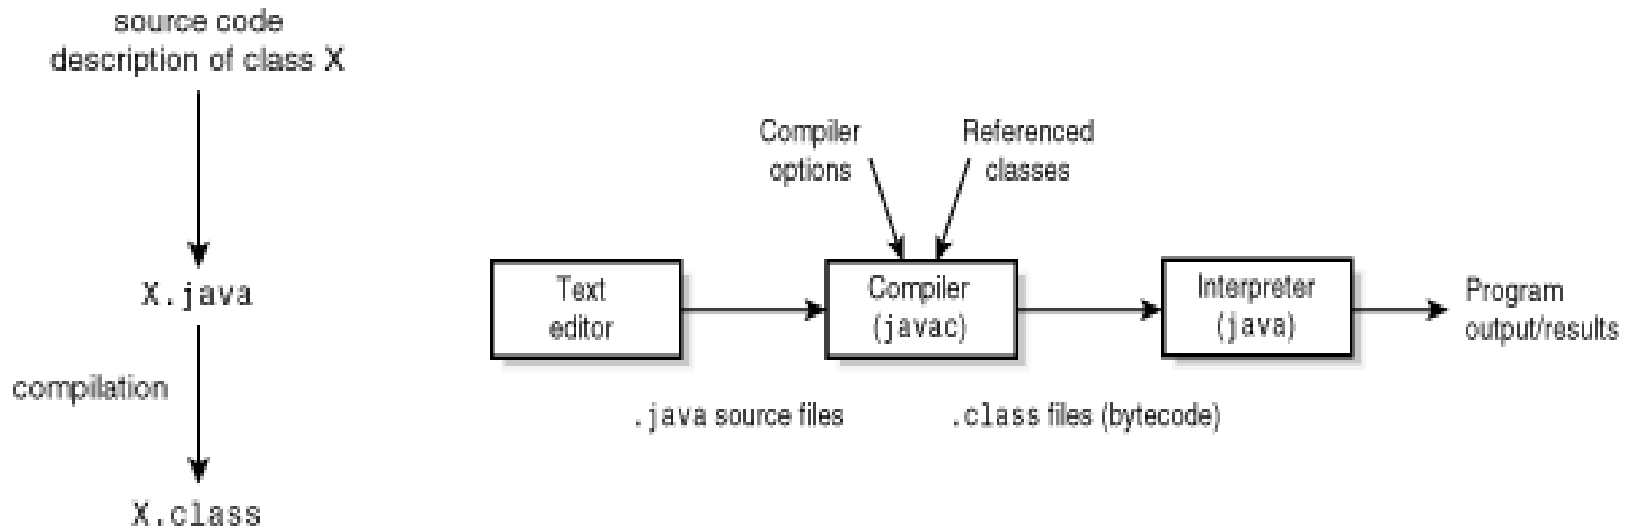 source code
description of class X
X.java
compilation
X.class
Compiler
options
Referenced
classes
Text
editor
Compiler
(javac)
Interpreter
(java)
Program
output/results
.java source files
.class files (bytecode)